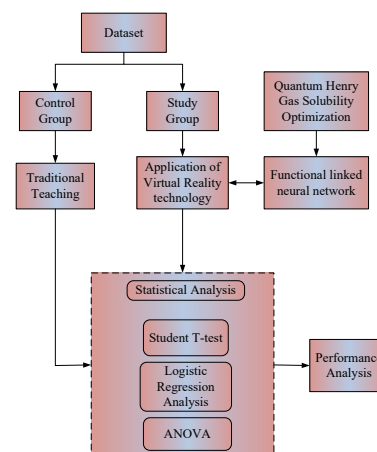 Dataset
Control
Group
Study
Group
Quantum Henry
Gas Solubility
Optimization
Traditional
Teaching
Application of
Virtual Reality
technology
Functional linked
neural network
Statistical Analysis
Student T-test
Logistic
Regression
Analysis
ANOVA
Performance
Analysis